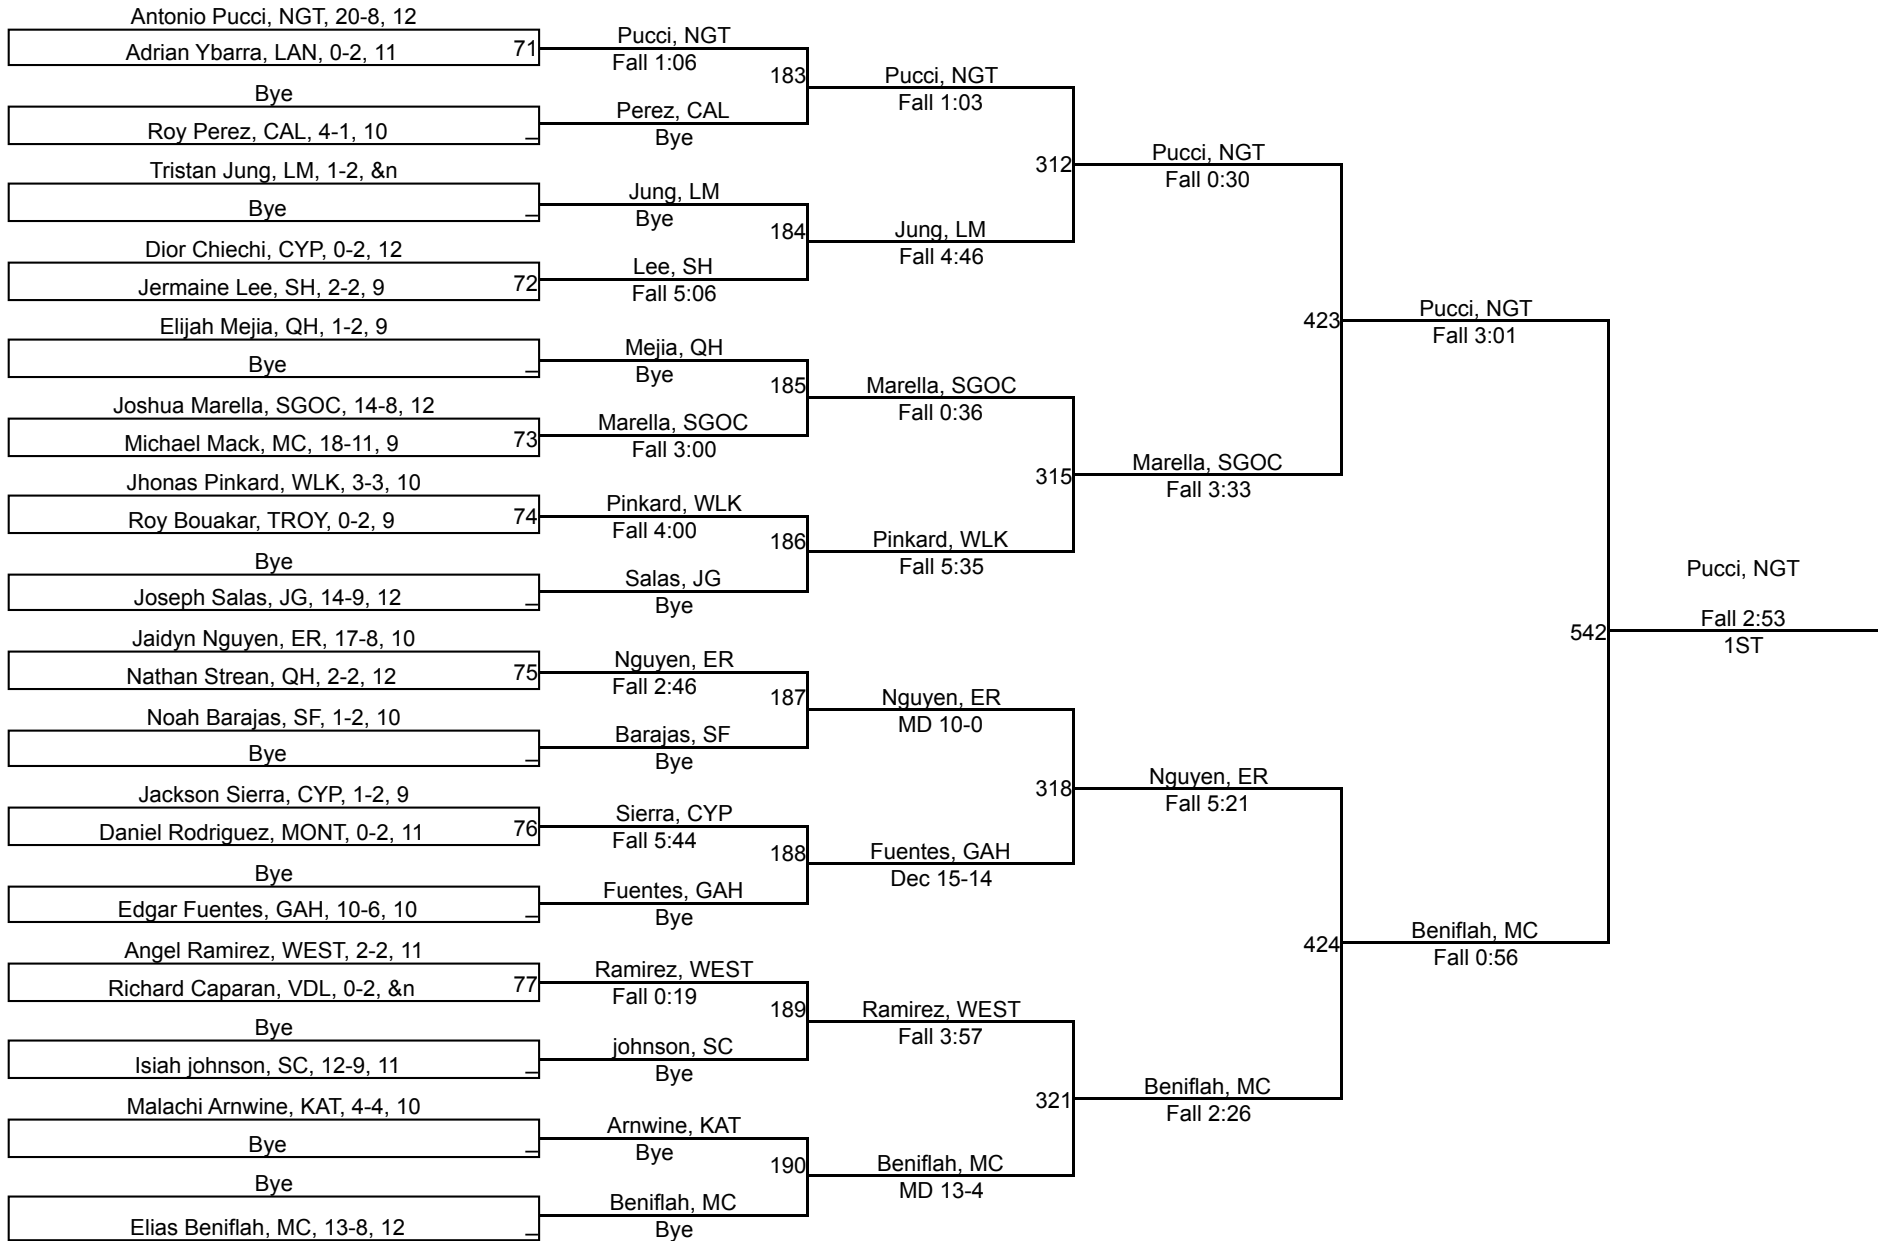 Antonio Pucci, NGT, 20-8, 12
Adrian Ybarra, LAN, 0-2, 11
71
Bye
Roy Perez, CAL, 4-1, 10
Tristan Jung, LM, 1-2, &n
Bye
Dior Chiechi, CYP, 0-2, 12
Jermaine Lee, SH, 2-2, 9
72
Elijah Mejia, QH, 1-2, 9
Bye
Joshua Marella, SGOC, 14-8, 12
Michael Mack, MC, 18-11, 9
73
Jhonas Pinkard, WLK, 3-3, 10
Roy Bouakar, TROY, 0-2, 9
74
Bye
Joseph Salas, JG, 14-9, 12
Jaidyn Nguyen, ER, 17-8, 10
Nathan Strean, QH, 2-2, 12
75
Noah Barajas, SF, 1-2, 10
Bye
Jackson Sierra, CYP, 1-2, 9
Daniel Rodriguez, MONT, 0-2, 11
76
Bye
Edgar Fuentes, GAH, 10-6, 10
Angel Ramirez, WEST, 2-2, 11
Richard Caparan, VDL, 0-2, &n
77
Bye
Isiah johnson, SC, 12-9, 11
Malachi Arnwine, KAT, 4-4, 10
Bye
Bye
Elias Beniflah, MC, 13-8, 12
Pucci, NGT
Fall 1:06
183
Perez, CAL
Bye
Jung, LM
Bye
184
Lee, SH
Fall 5:06
Mejia, QH
Bye
185
Marella, SGOC
Fall 3:00
Pinkard, WLK
Fall 4:00
186
Salas, JG
Bye
Nguyen, ER
Fall 2:46
187
Barajas, SF
Bye
Sierra, CYP
Fall 5:44
188
Fuentes, GAH
Bye
Ramirez, WEST
Fall 0:19
189
johnson, SC
Bye
Arnwine, KAT
Bye
190
Beniflah, MC
Bye
Pucci, NGT
Fall 1:03
312
Jung, LM
Fall 4:46
Marella, SGOC
Fall 0:36
315
Pinkard, WLK
Fall 5:35
Nguyen, ER
MD 10-0
318
Fuentes, GAH
Dec 15-14
Ramirez, WEST
Fall 3:57
321
Beniflah, MC
MD 13-4
Pucci, NGT
Fall 0:30
423
Marella, SGOC
Fall 3:33
Nguyen, ER
Fall 5:21
424
Beniflah, MC
Fall 2:26
Pucci, NGT
Fall 3:01
542
Beniflah, MC
Fall 0:56
Pucci, NGT
Fall 2:53
1ST